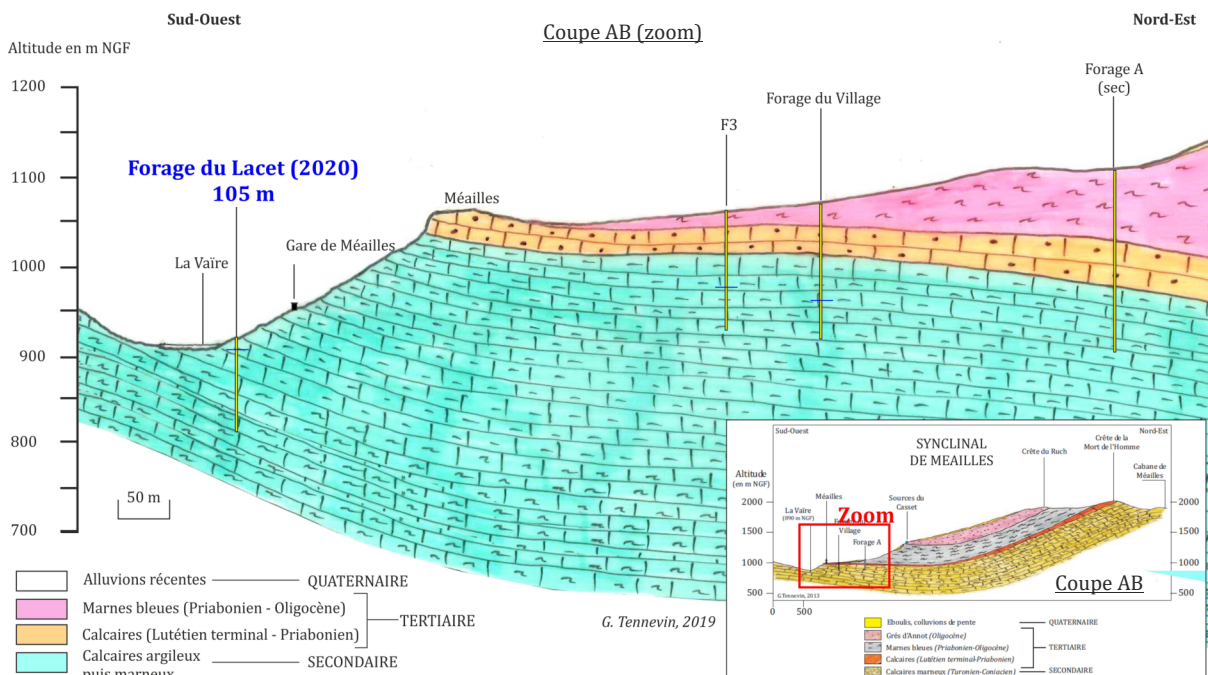 Sud-Ouest
Coupe AB (zoom)
Nord-Est
Altitude en m NGF
1200
1100
1000
900
800
700
Forage A
(sec)
Forage du Village
F3
Forage du Lacet (2020)
105 m
Méailles
Gare de Méailles
La Vaïre
50 m
Alluvions récentes
QUATERNAIRE
Marnes bleues (Priabonien - Oligocène)
TERTIAIRE
Calcaires (Lutétien terminal - Priabonien)
Calcaires argileux
puis marneux
SECONDAIRE
G. Tennevin, 2019
Sud-Ouest
SYNCLINAL
DE MEAILLES
Nord-Est
Crête de la
Mort de l'Homme
Crête du Ruch
Cabane de
Méailles
Altitude
(en m NGF)
Méailles
Sources du
Casset
2000
1500
1000
500
2000
1500
1000
500
La Vaïre
(890 m NGF)
Zoom
Village
Forage A
Coupe AB
G.Tennevin, 2013
0
500
Eboulis, colluvions de pente
QUATERNAIRE
Grés d'Annot (Oligocène)
Marnes bleues (Priabonien-Oligocène)
TERTIAIRE
Calcaires (Lutétien terminal-Priabonien)
Calcaires marneux (Turonien-Coniacien)
SECONDAIRE